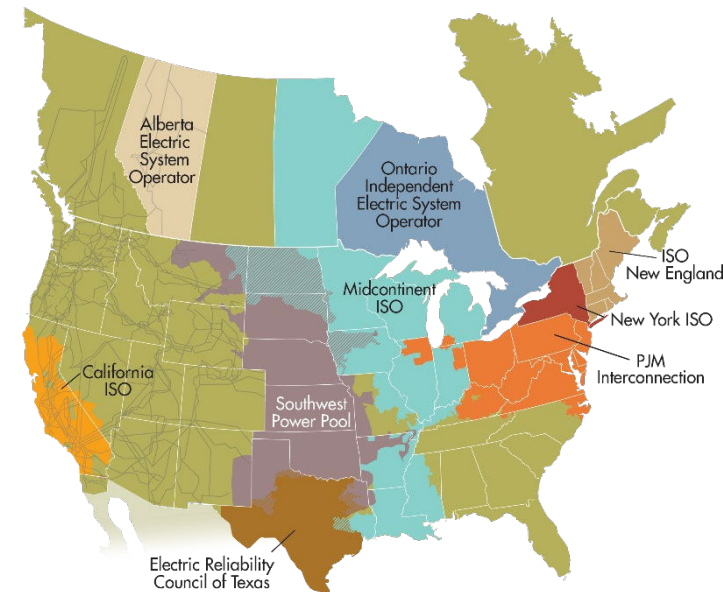 Alberta
Electric
System
Operator
Ontario
Independent
Electric System
Operator
ISO
New England
Midcontinent
ISO
New York ISO
PJM
Interconnection
California
ISO
Southwest
Power Pool
Electric Reliability
Council of Texas